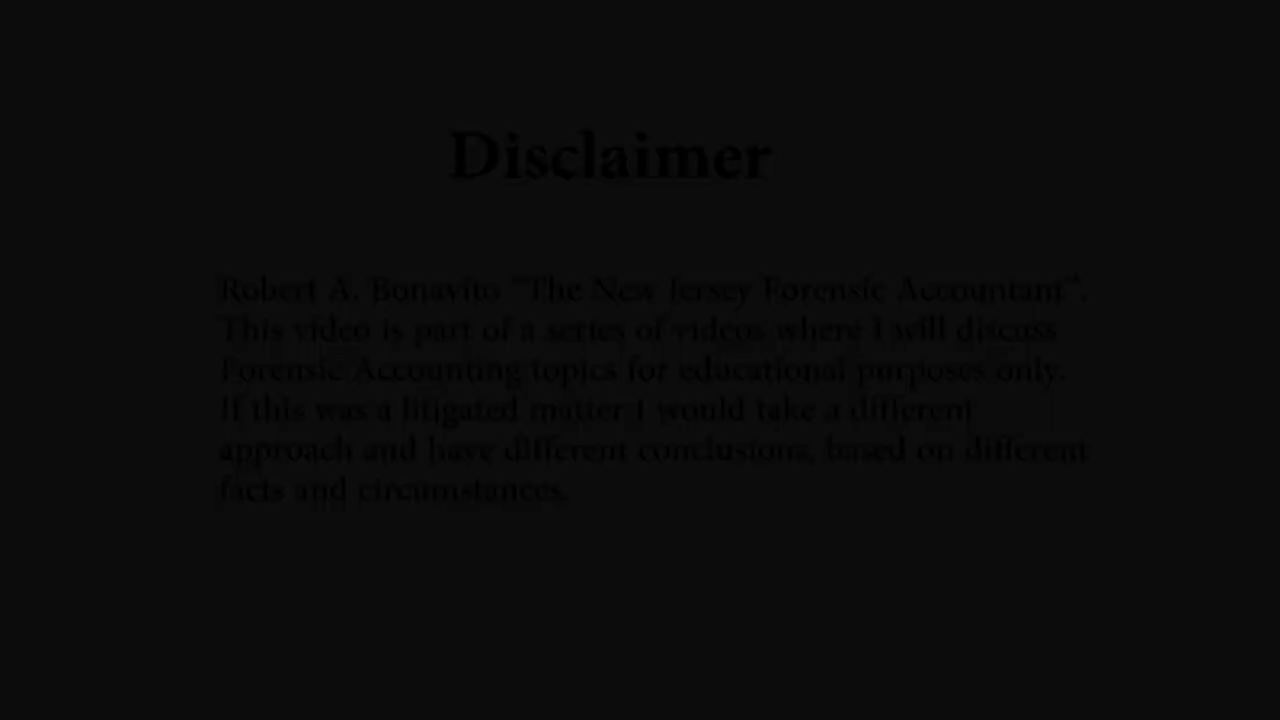 Disclaimer
Robert A. Bonavito "The New Jersey Forensic Accountant".
This video is part of a series of videos where I will discuss
Forensic Accounting topics for educational purposes only.
If this was a litigated matter I would take a different
approach and have different conclusions, based on different
facts and circumstances.